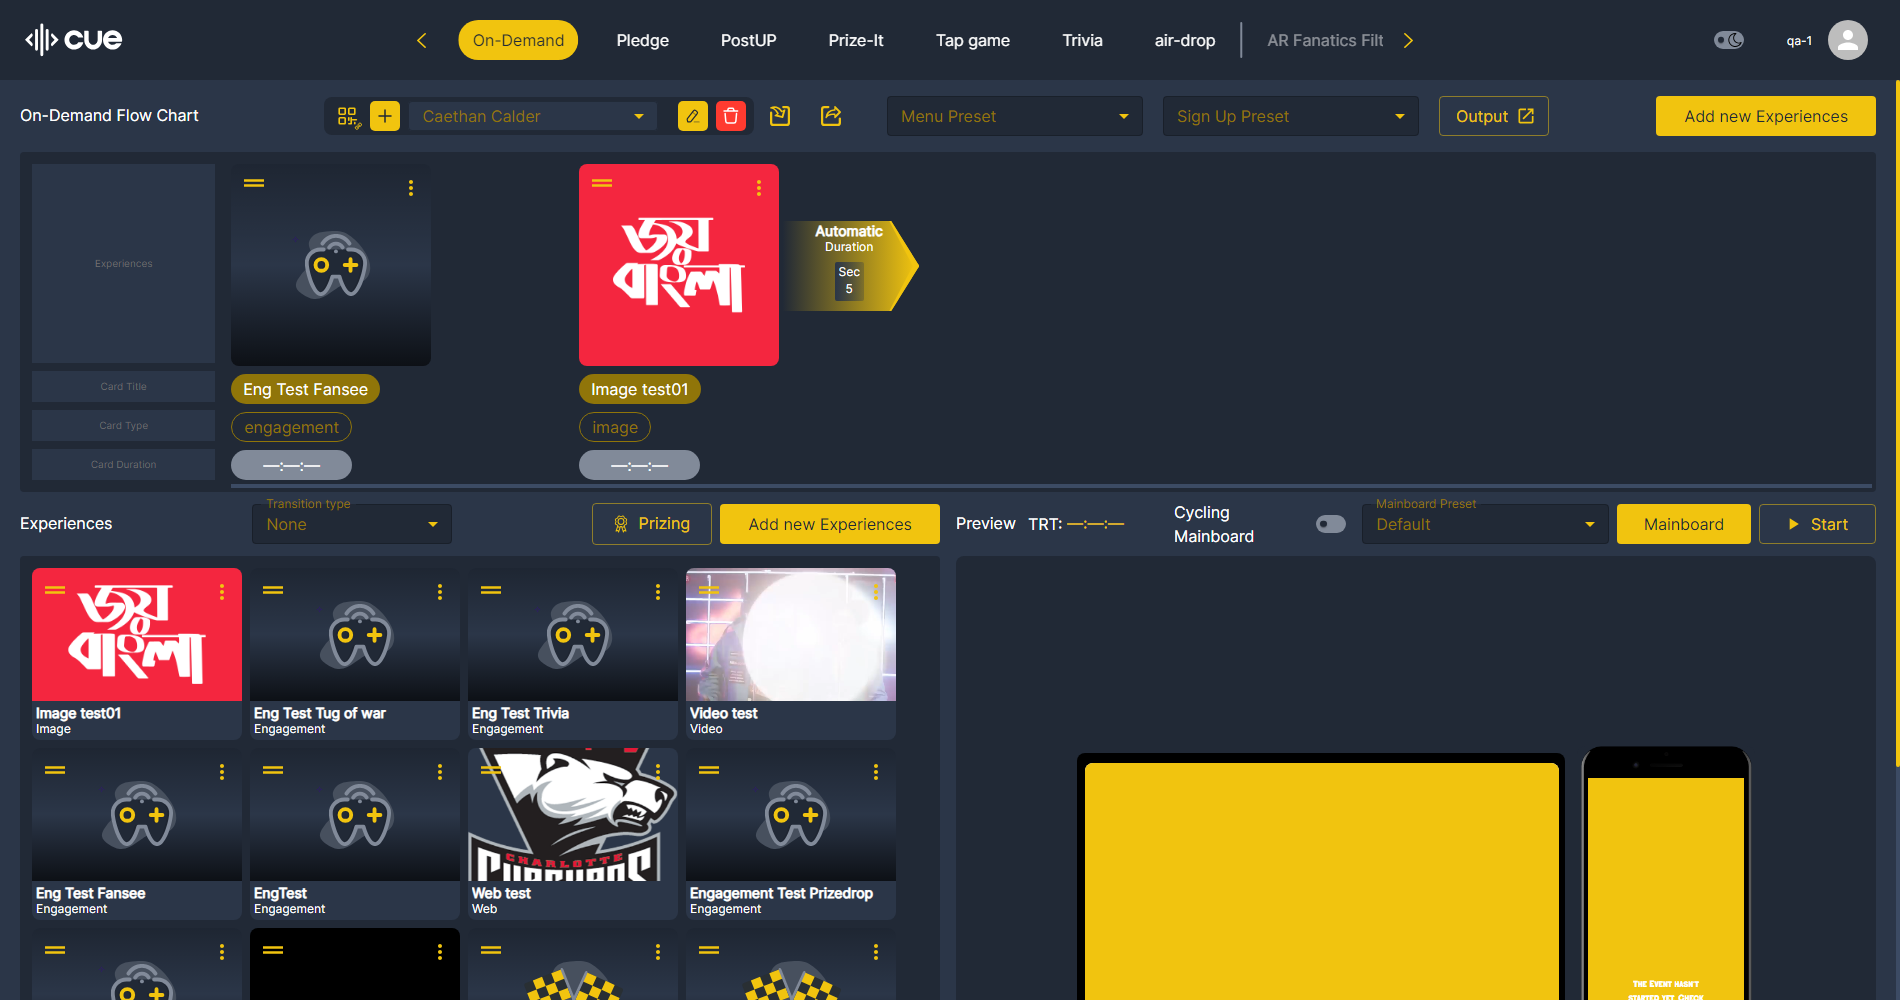 cue
On-Demand
Pledge
PostUP
Prize-It
Tap game
Trivia
air-drop
AR Fanatics Filt
qa-1
On-Demand Flow Chart
Caethan Calder
Menu Preset
Sign Up Preset
Output
Add new Experiences
Experiences
জয়
বাংলা
Automatic
Duration
Sec
5
Card Title
Eng Test Fansee
Image test01
Card Type
engagement
image
Card Duration
—:—:—
—:—:—
Experiences
Transition type
None
Prizing
Add new Experiences
Preview
TRT: —:—:—
Cycling
Mainboard
Mainboard Preset
Default
Mainboard
Start
জয়
বাংলা
Image test01
Image
Eng Test Tug of war
Engagement
Eng Test Trivia
Engagement
Video test
Video
Eng Test Fansee
Engagement
EngTest
Engagement
CHARLOTTE
Web test
Web
Engagement Test Prizedrop
Engagement
The Event hasn't
started yet. Check